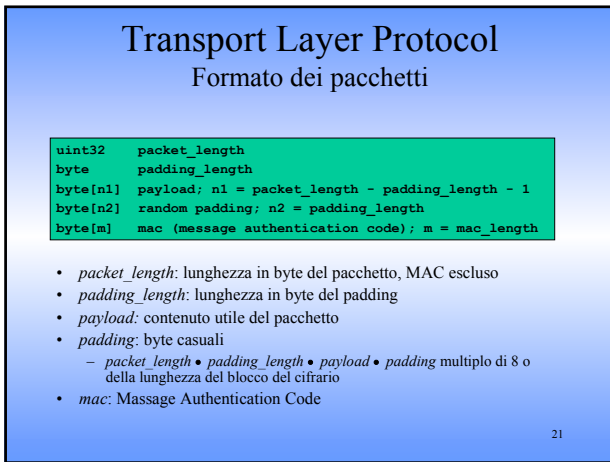 Transport Layer Protocol
Formato dei pacchetti
uint32 packet_length
byte padding_length
byte[n1] payload; n1 = packet_length - padding_length - 1
byte[n2] random padding; n2 = padding_length
byte[m] mac (message authentication code); m = mac_length
• packet_length: lunghezza in byte del pacchetto, MAC escluso
• padding_length: lunghezza in byte del padding
• payload: contenuto utile del pacchetto
• padding: byte casuali
– packet_length • padding_length • payload • padding multiplo di 8 o
della lunghezza del blocco del cifrario
• mac: Massage Authentication Code
21